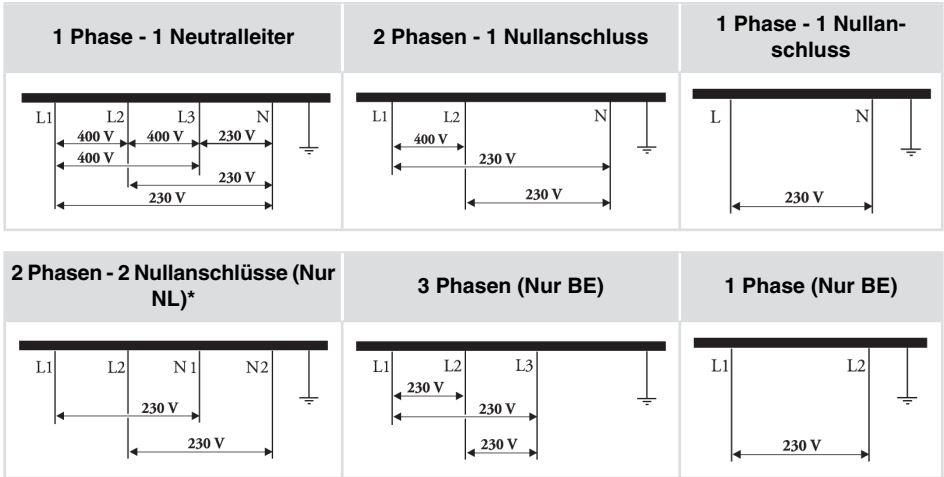 1 Phase - 1 Neutralleiter
2 Phasen - 1 Nullanschluss
1 Phase - 1 Nullan-
schluss
L1 L2 L3 N
400 V 400 V 230 V
400 V
230 V
230 V
L1 L2 N
400 V
230 V
230 V
L N
230 V
2 Phasen - 2 Nullanschlüsse (Nur
NL)*
3 Phasen (Nur BE)
1 Phase (Nur BE)
L1 L2 N1 N2
230 V
230 V
L1 L2 L3
230 V
230 V
230 V
L1 L2
230 V